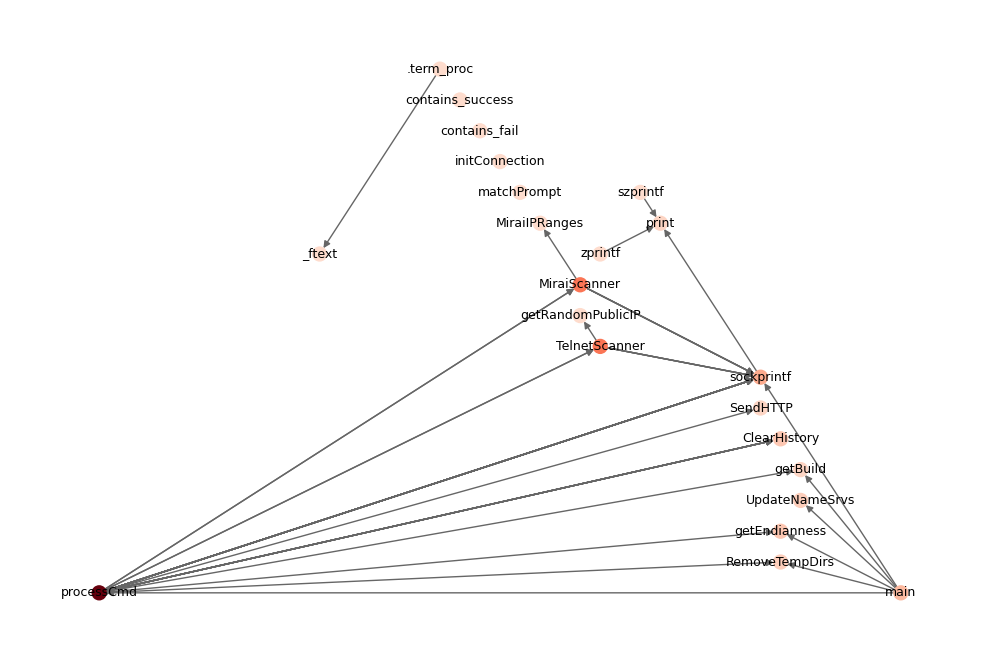 .term_proc
contains_success
contains_fail
initConnection
matchPrompt
szprintf
MiraiIPRanges
print
_ftext
zprintf
MiraiScanner
getRandomPublicIP
TelnetScanner
sockprintf
SendHTTP
ClearHistory
getBuild
UpdateNameSrvs
getEndianness
RemoveTempDirs
processCmd
main